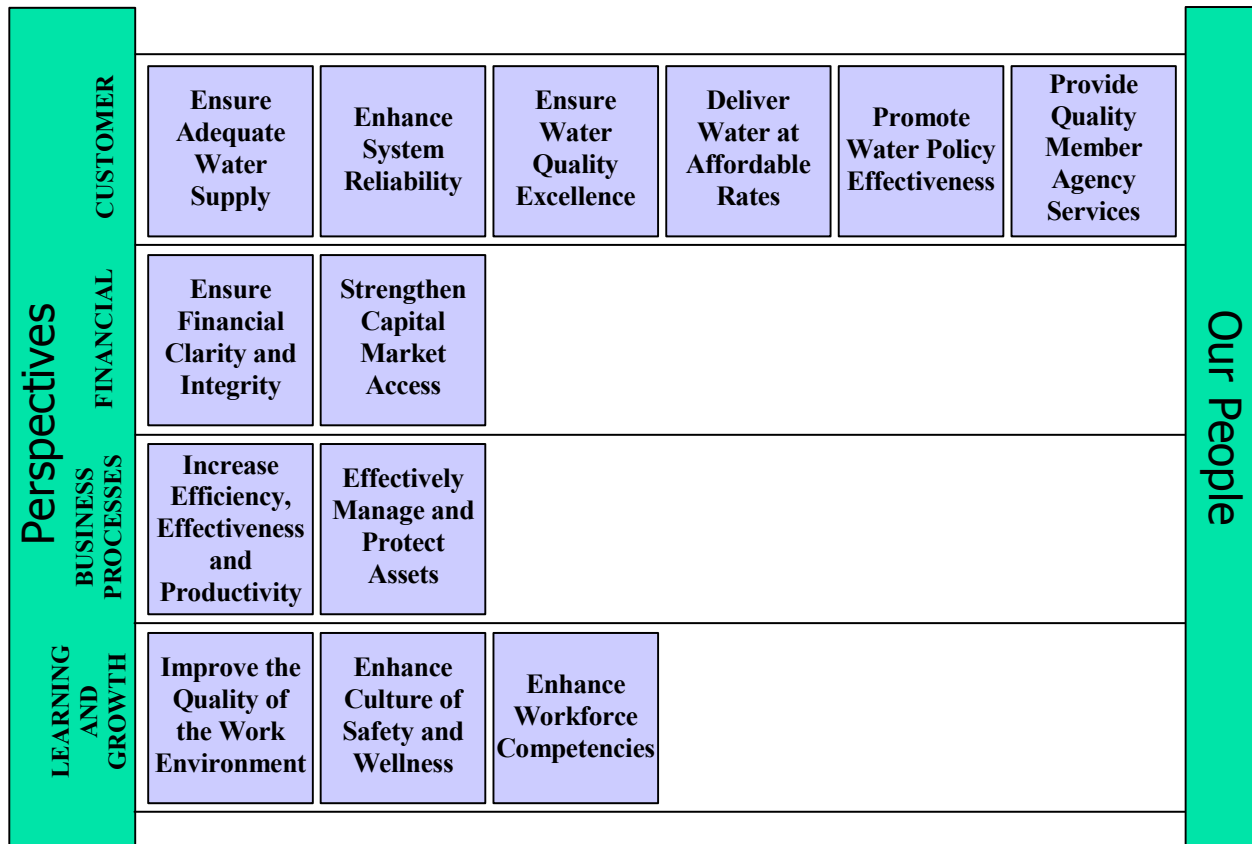 Perspectives
CUSTOMER
Ensure
Adequate
Water
Supply
Enhance
System
Reliability
Ensure
Water
Quality
Excellence
Deliver
Water at
Affordable
Rates
Promote
Water Policy
Effectiveness
Provide
Quality
Member
Agency
Services
FINANCIAL
Ensure
Financial
Clarity and
Integrity
Strengthen
Capital
Market
Access
BUSINESS
PROCESSES
Increase
Efficiency,
Effectiveness
and
Productivity
Effectively
Manage and
Protect
Assets
LEARNING
AND
GROWTH
Improve the
Quality of
the Work
Environment
Enhance
Culture of
Safety and
Wellness
Enhance
Workforce
Competencies
Our People